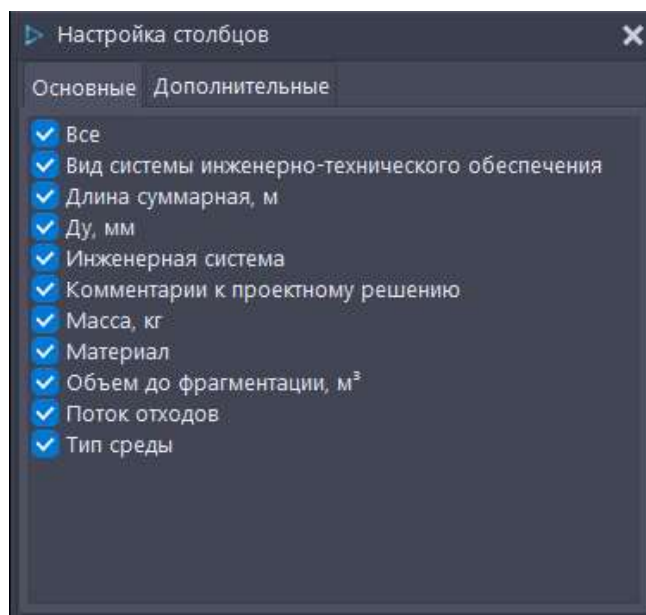 Настройка столбцов
Основные Дополнительные
Все
Вид системы инженерно-технического обеспечения
Длина суммарная, м
Ду, мм
Инженерная система
Комментарии к проектному решению
Масса, кг
Материал
Объем до фрагментации, м³
Поток отходов
Тип среды